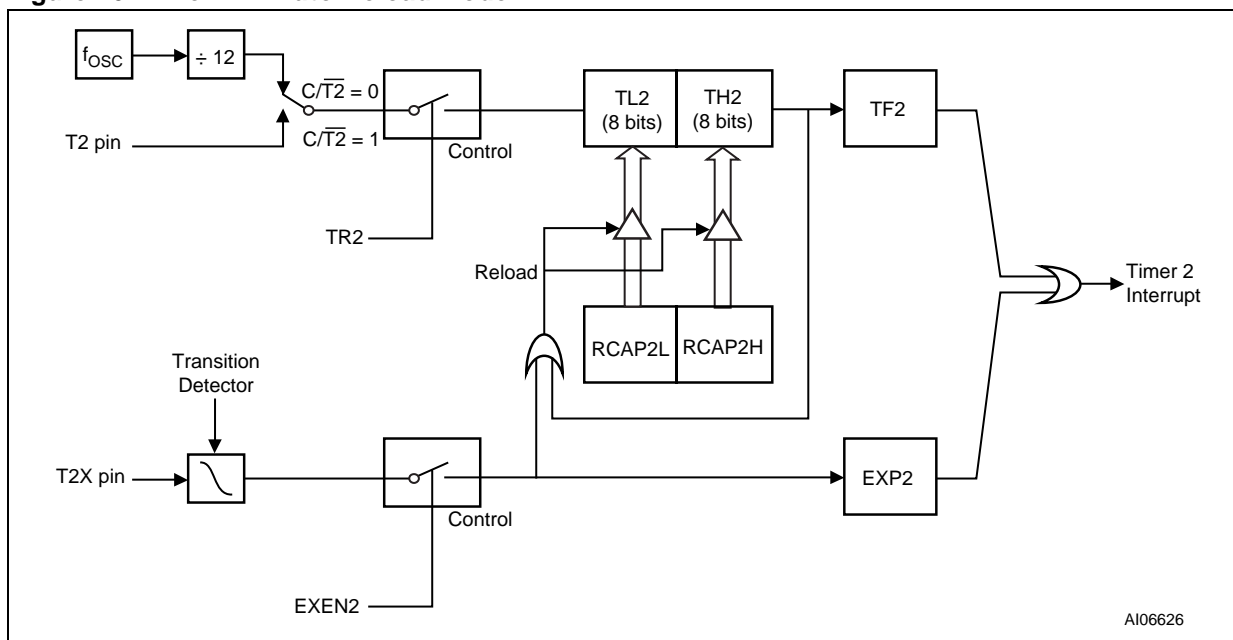 fOSC
÷ 12
C/T2 = 0
T2 pin
C/T2 = 1
Control
TR2
TL2
(8 bits)
TH2
(8 bits)
TF2
Reload
RCAP2L
RCAP2H
Timer 2
Interrupt
Transition
Detector
T2X pin
Control
EXP2
EXEN2
AI06626